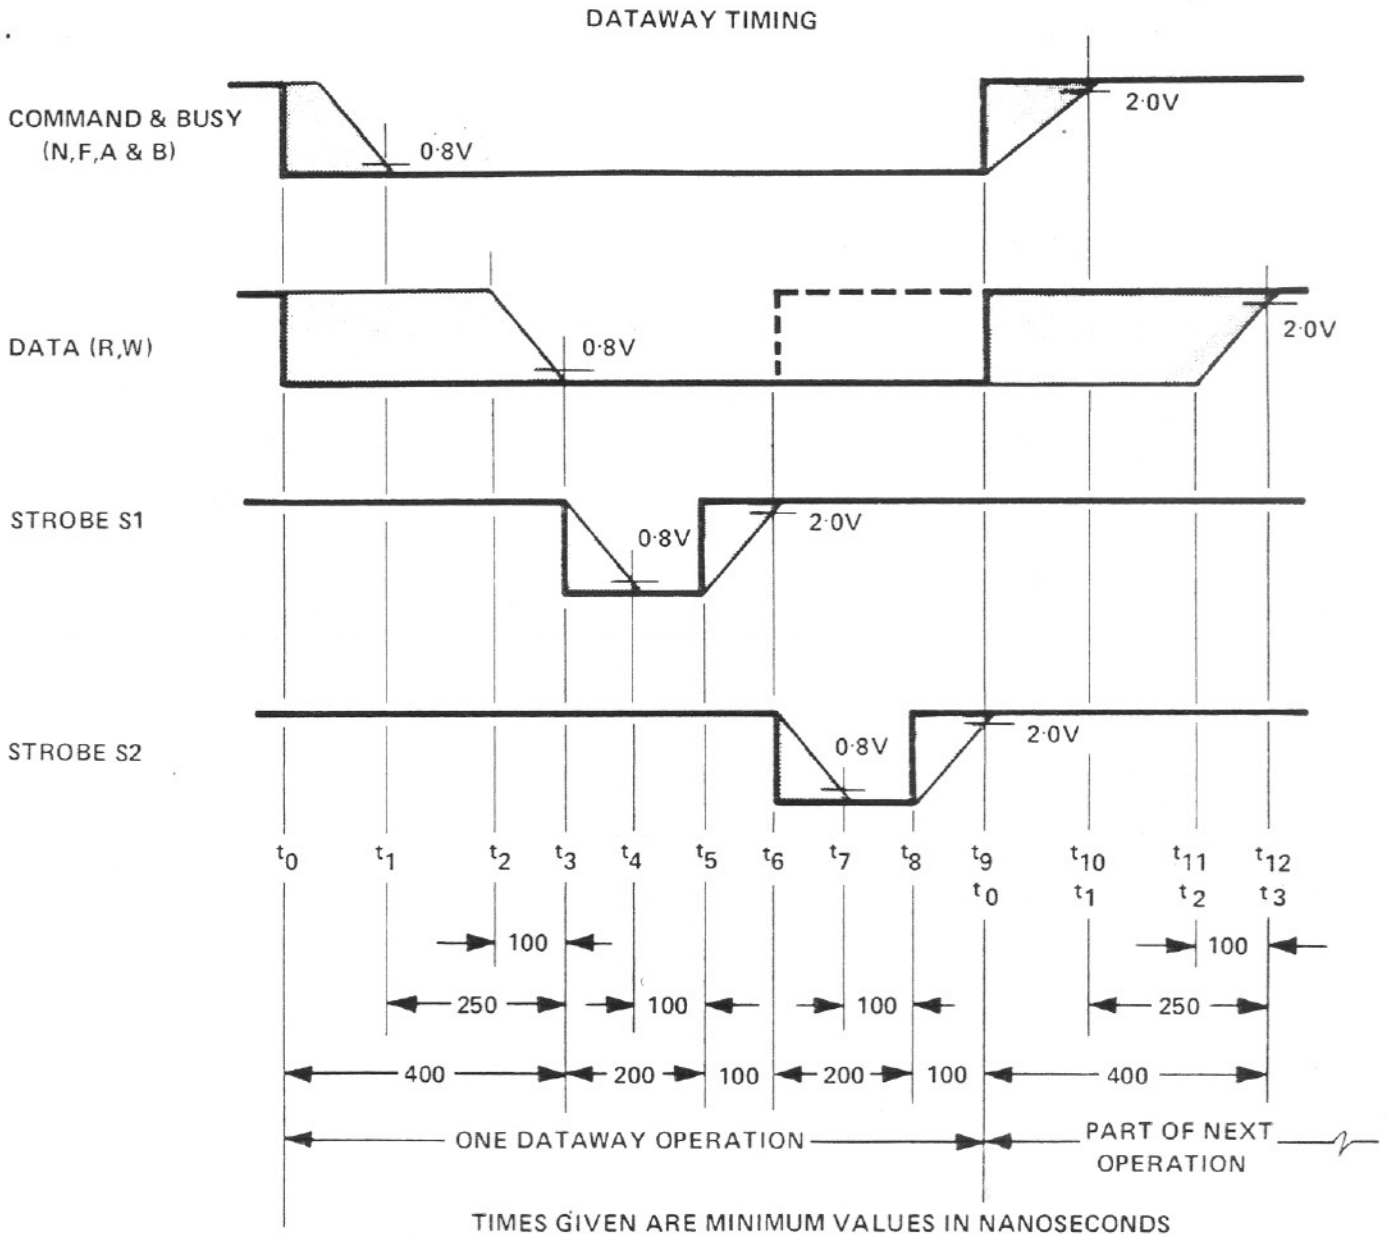 DATAWAY TIMING
COMMAND & BUSY
(N,F,A & B)
0·8V
2·0V
DATA (R,W)
0·8V
2·0V
STROBE S1
0·8V
2·0V
STROBE S2
0·8V
2·0V
t0 t1 t2 t3 t4 t5 t6 t7 t8 t9 t10 t11 t12
t0 t1 t2 t3
100 100
250 100 100 250
400 200 100 200 100 400
ONE DATAWAY OPERATION
PART OF NEXT
OPERATION
TIMES GIVEN ARE MINIMUM VALUES IN NANOSECONDS